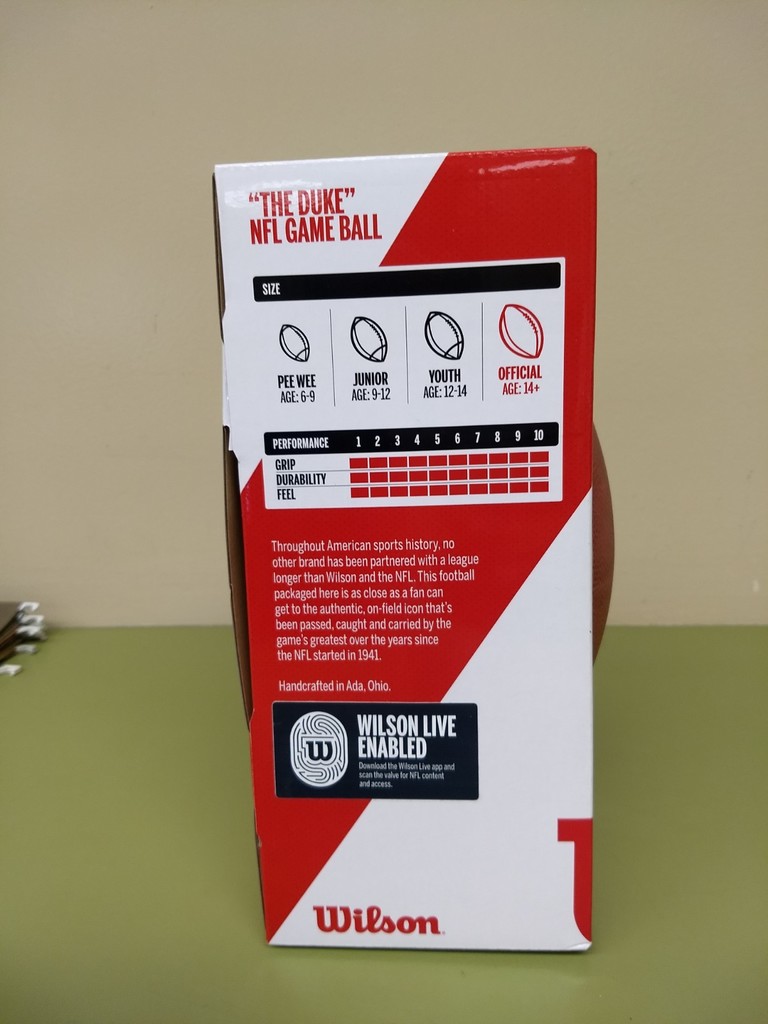 “THE DUKE”
NFL GAME BALL
SIZE
PEE WEE
AGE: 6-9
JUNIOR
AGE: 9-12
YOUTH
AGE: 12-14
OFFICIAL
AGE: 14+
PERFORMANCE 1 2 3 4 5 6 7 8 9 10
GRIP
DURABILITY
FEEL
Throughout American sports history, no
other brand has been partnered with a league
longer than Wilson and the NFL. This football
packaged here is as close as a fan can
get to the authentic, on-field icon that's
been passed, caught and carried by the
game's greatest over the years since
the NFL started in 1941.
Handcrafted in Ada, Ohio.
W
WILSON LIVE
ENABLED
Download the Wilson Live app and
scan the valve for NFL content
and access.
Wilson